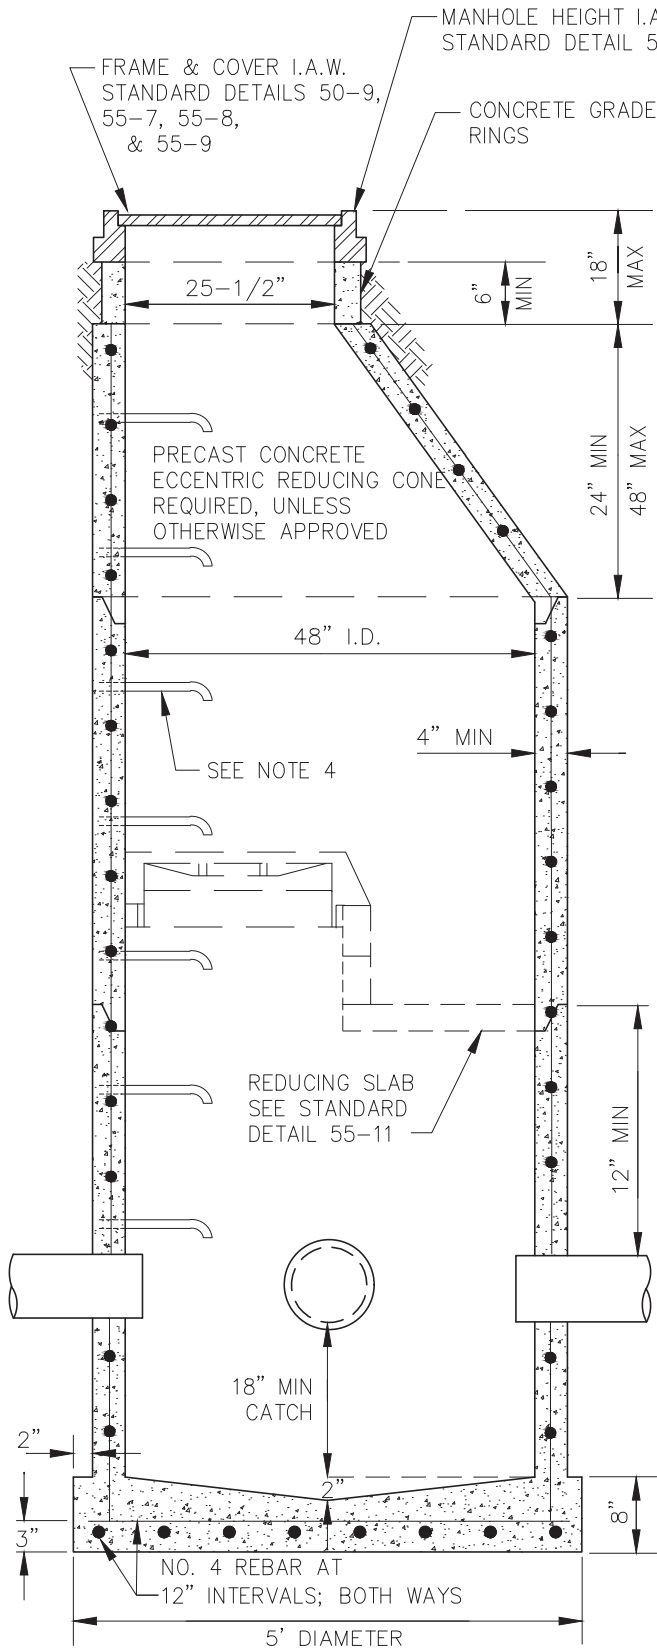 MANHOLE HEIGHT I.A
STANDARD DETAIL 5
FRAME & COVER I.A.W.
STANDARD DETAILS 50-9,
55-7, 55-8,
& 55-9
CONCRETE GRADE
RINGS
25-1/2"
6"
MIN
18"
MAX
PRECAST CONCRETE
ECCENTRIC REDUCING CONE
REQUIRED, UNLESS
OTHERWISE APPROVED
24" MIN
48" MAX
48" I.D.
4" MIN
SEE NOTE 4
REDUCING SLAB
SEE STANDARD
DETAIL 55-11
12" MIN
18" MIN
CATCH
2"
2"
3"
8"
NO. 4 REBAR AT
12" INTERVALS; BOTH WAYS
5' DIAMETER